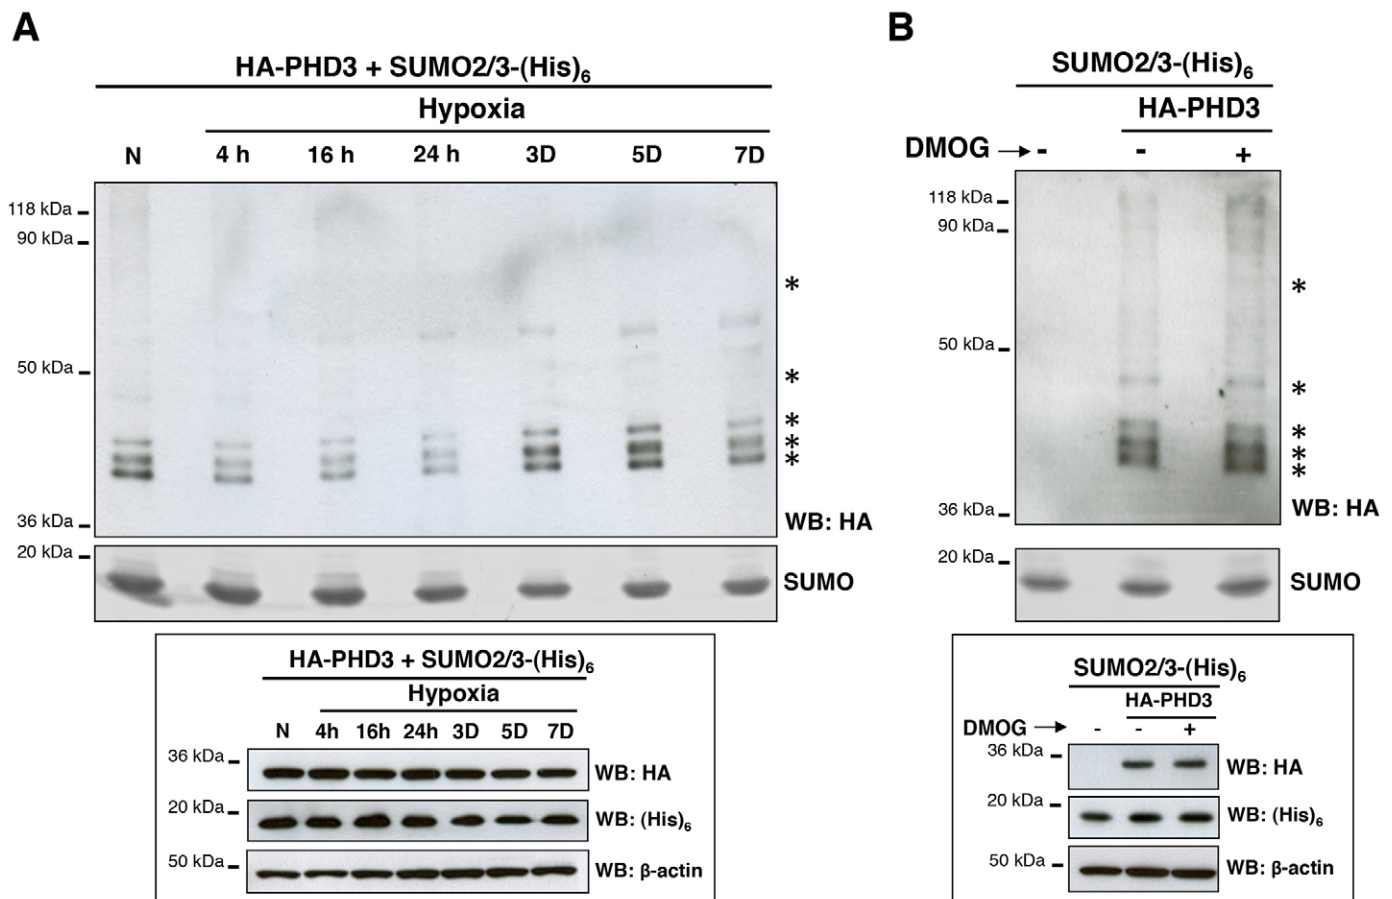 A
HA-PHD3 + SUMO2/3-(His)6
Hypoxia
N 4 h 16 h 24 h 3D 5D 7D
118 kDa
90 kDa
*
50 kDa
*
*
*
*
36 kDa
WB: HA
20 kDa
SUMO
HA-PHD3 + SUMO2/3-(His)6
Hypoxia
N 4h 16h 24h 3D 5D 7D
36 kDa
WB: HA
20 kDa
WB: (His)6
50 kDa
WB: β-actin
B
SUMO2/3-(His)6
HA-PHD3
DMOG → - - +
118 kDa
90 kDa
*
50 kDa
*
*
*
*
36 kDa
WB: HA
20 kDa
SUMO
SUMO2/3-(His)6
HA-PHD3
DMOG → - - +
36 kDa
WB: HA
20 kDa
WB: (His)6
50 kDa
WB: β-actin